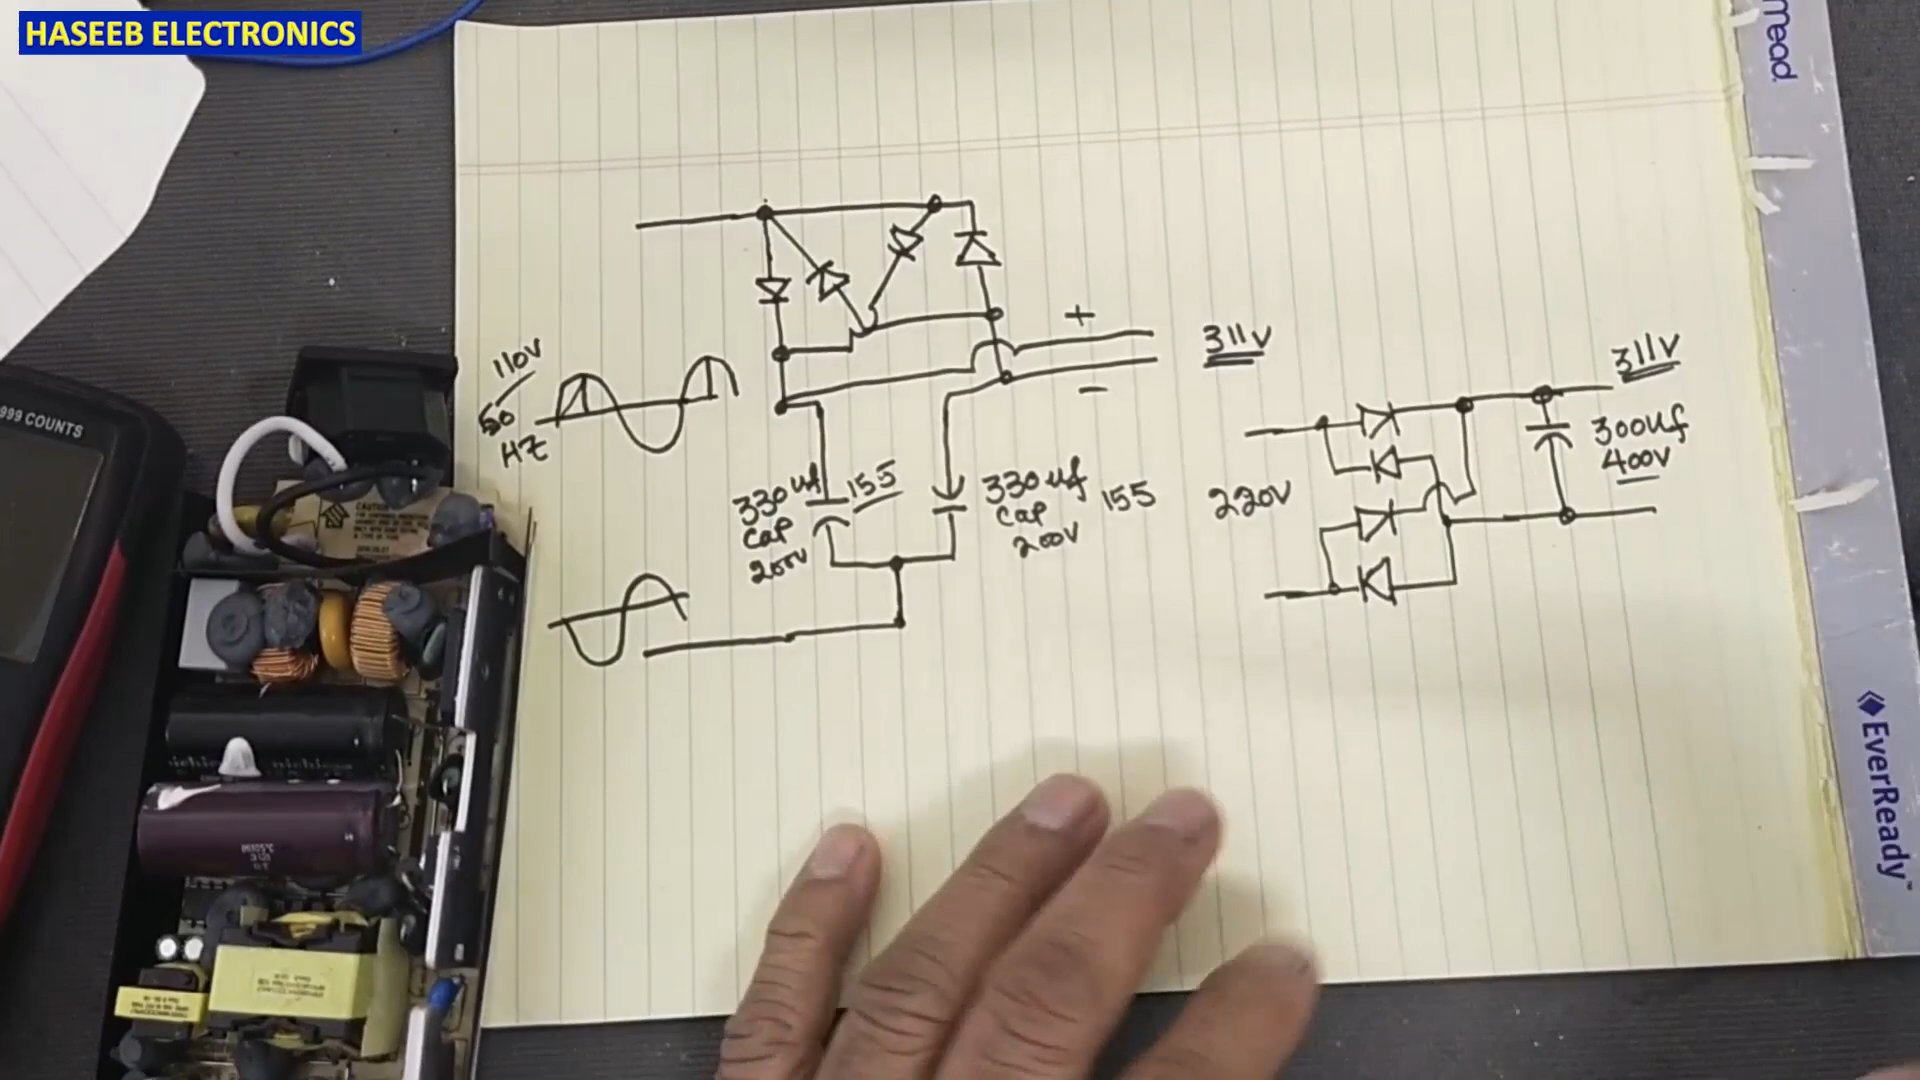 HASEEB ELECTRONICS
mead
999 COUNTS
CAUTION
110V
50
HZ
+
311V
−
311V
330uf
cap
200V
155
330uf
cap
200V
155
220V
300uf
400V
EverReady